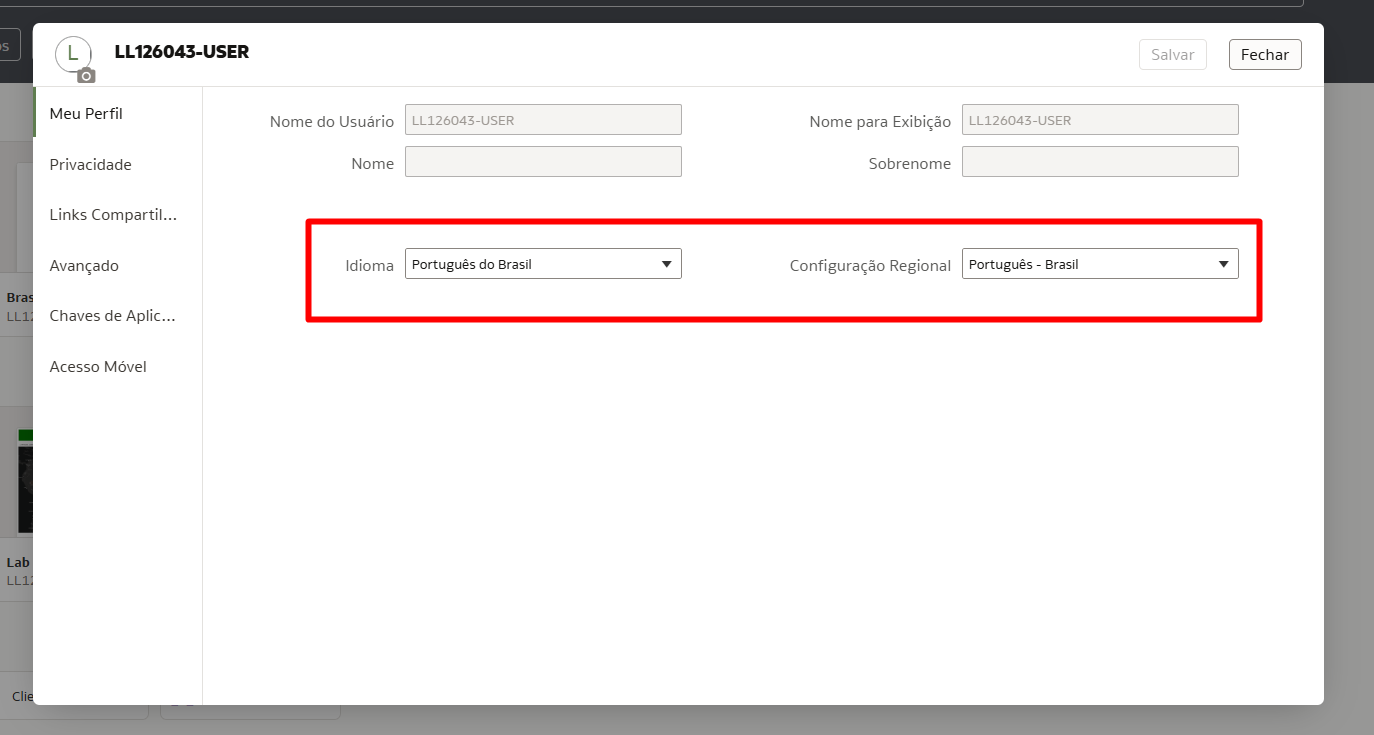 os
L
LL126043-USER
Salvar
Fechar
Meu Perfil
Privacidade
Links Compartil...
Avançado
Chaves de Aplic...
Acesso Móvel
Nome do Usuário LL126043-USER
Nome para Exibição LL126043-USER
Nome
Sobrenome
Idioma Português do Brasil
Configuração Regional Português - Brasil
Bras
LL12
Lab
LL12
Clie